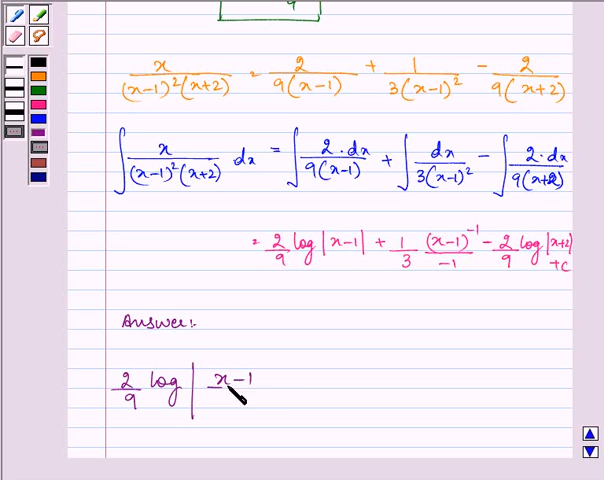 x/(x-1)²(x+2) = 2/9(x-1) + 1/3(x-1)² - 2/9(x+2)
∫ x/(x-1)²(x+2) dx = ∫ 2·dx/9(x-1) + ∫ dx/3(x-1)² - ∫ 2·dx/9(x+2)
= 2/9 log|x-1| + 1/3 (x-1)⁻¹/-1 - 2/9 log|x+2|
+c
Answer:-
2/9 log| x-1